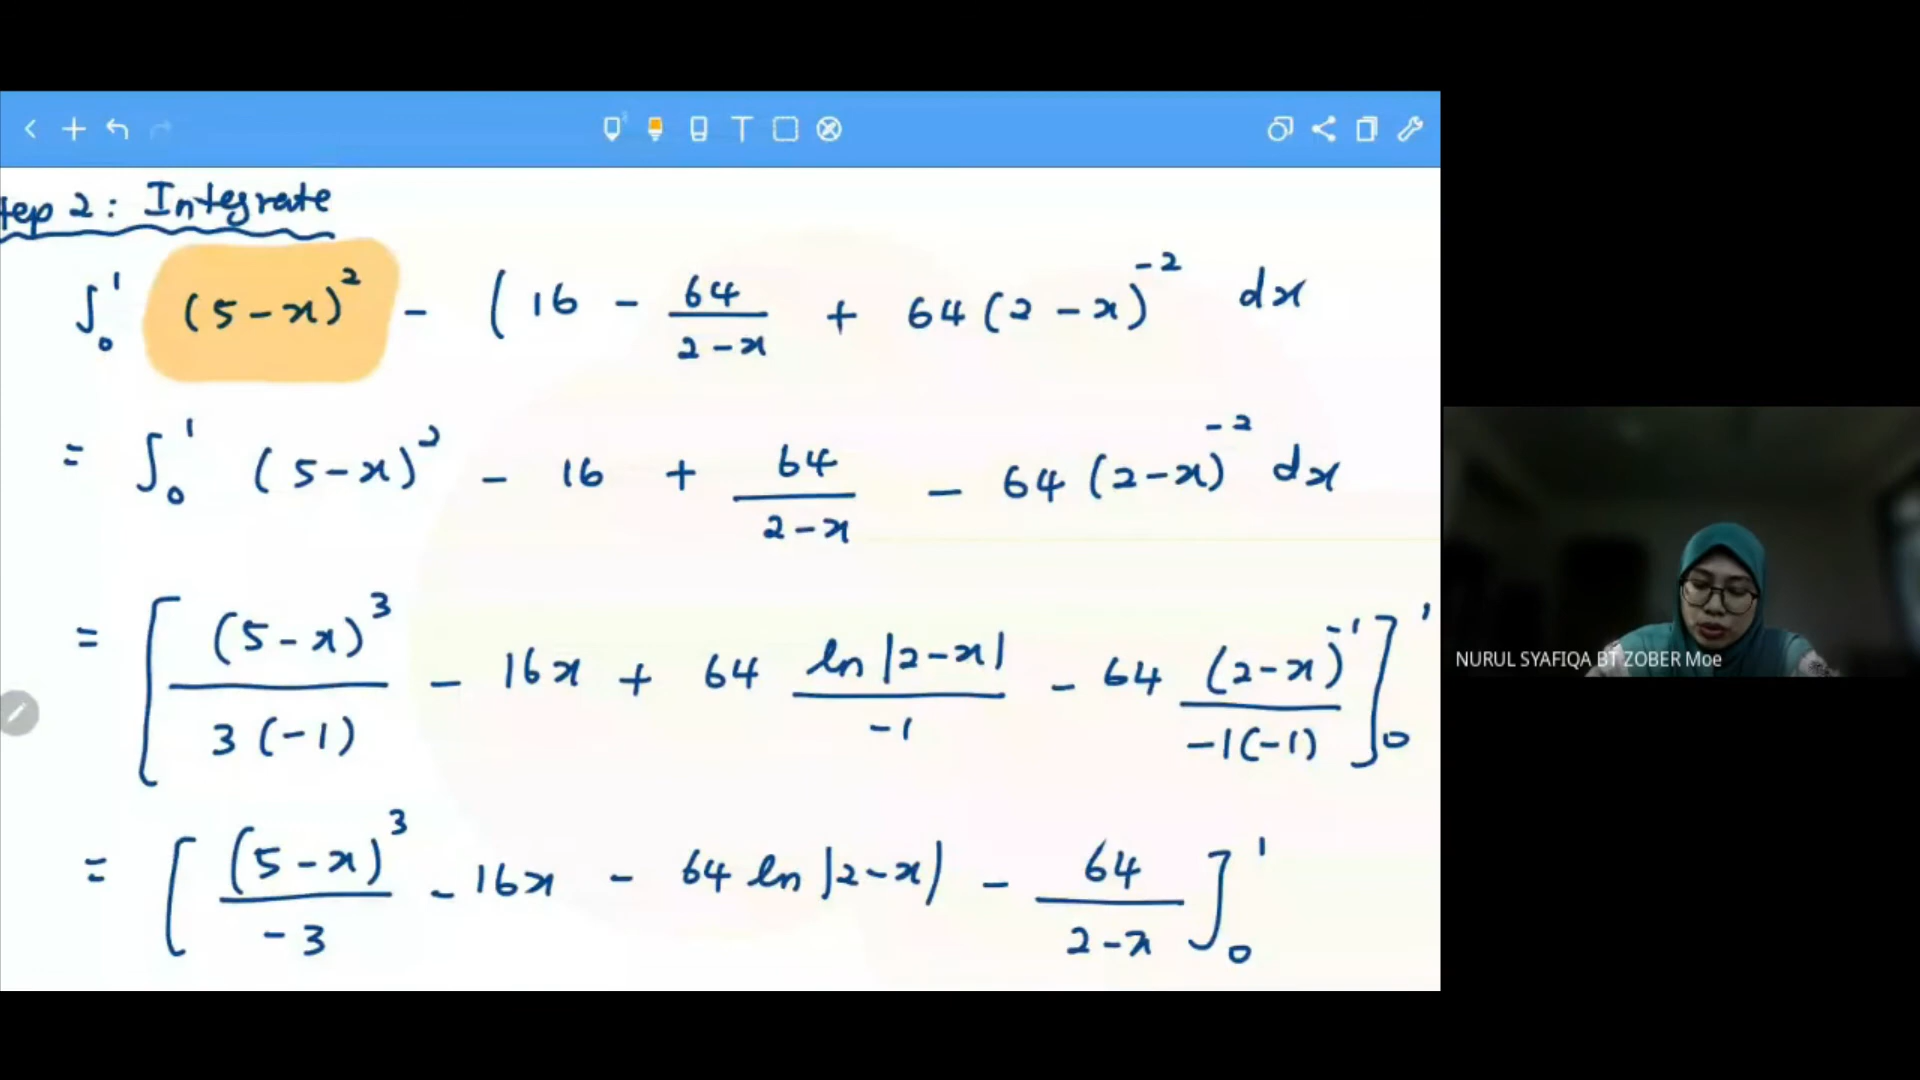 tep 2: Integrate
∫₀¹ (5-x)² - (16 - 64/(2-x) + 64(2-x)⁻² dx
= ∫₀¹ (5-x)² - 16 + 64/(2-x) - 64(2-x)⁻² dx
= [(5-x)³/3(-1) - 16x + 64 ln|2-x|/-1 - 64 (2-x)⁻¹/-1(-1)]₀¹
= [(5-x)³/-3 - 16x - 64 ln|2-x| - 64/(2-x)]₀¹
NURUL SYAFIQA BT ZOBER Moe